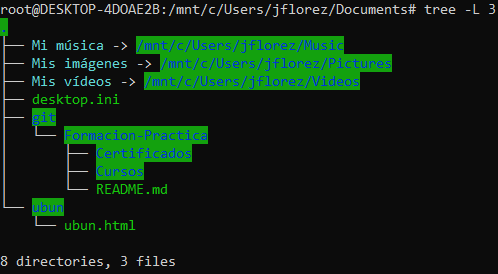 root@DESKTOP-4DOAE2B:/mnt/c/Users/jflorez/Documents# tree -L 3
.
├── Mi música -> /mnt/c/Users/jflorez/Music
├── Mis imágenes -> /mnt/c/Users/jflorez/Pictures
├── Mis vídeos -> /mnt/c/Users/jflorez/Videos
├── desktop.ini
├── git
│   └── Formacion-Practica
│       ├── Certificados
│       ├── Cursos
│       └── README.md
└── ubun
    └── ubun.html

8 directories, 3 files